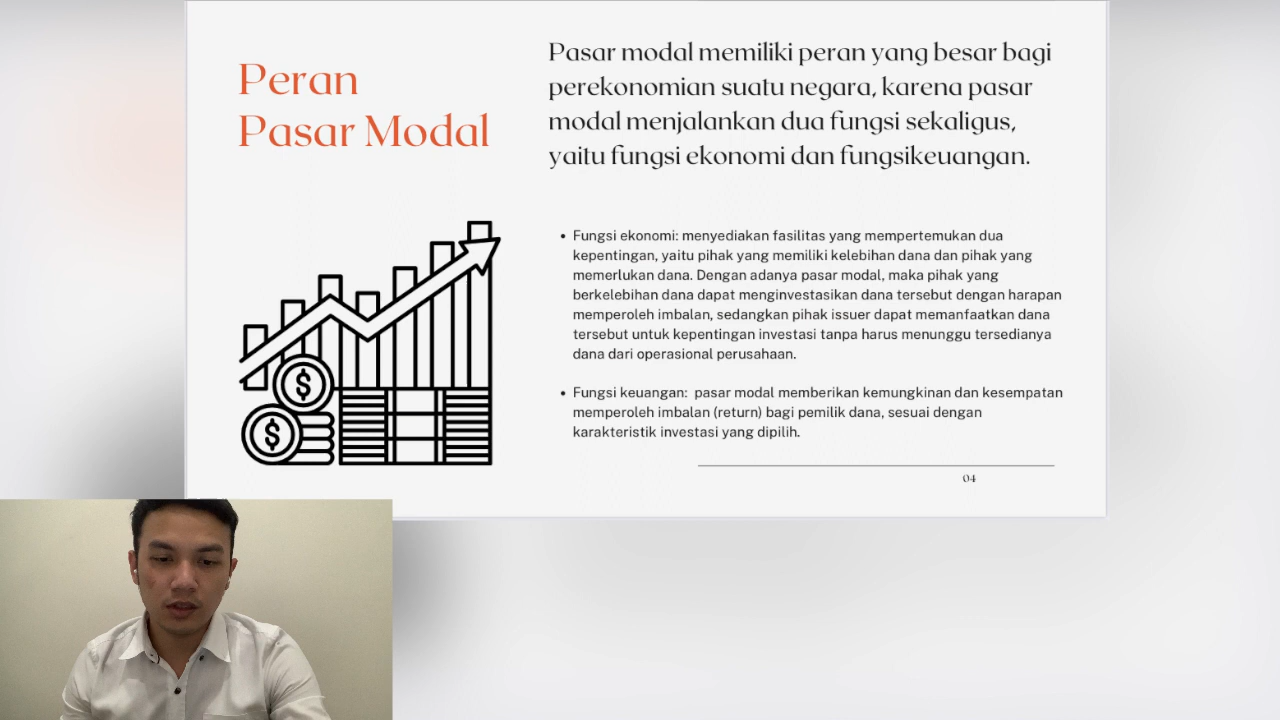 Peran
Pasar Modal
Pasar modal memiliki peran yang besar bagi
perekonomian suatu negara, karena pasar
modal menjalankan dua fungsi sekaligus,
yaitu fungsi ekonomi dan fungsikeuangan.
• Fungsi ekonomi: menyediakan fasilitas yang mempertemukan dua
kepentingan, yaitu pihak yang memiliki kelebihan dana dan pihak yang
memerlukan dana. Dengan adanya pasar modal, maka pihak yang
berkelebihan dana dapat menginvestasikan dana tersebut dengan harapan
memperoleh imbalan, sedangkan pihak issuer dapat memanfaatkan dana
tersebut untuk kepentingan investasi tanpa harus menunggu tersedianya
dana dari operasional perusahaan.
• Fungsi keuangan:  pasar modal memberikan kemungkinan dan kesempatan
memperoleh imbalan (return) bagi pemilik dana, sesuai dengan
karakteristik investasi yang dipilih.
$
$
04